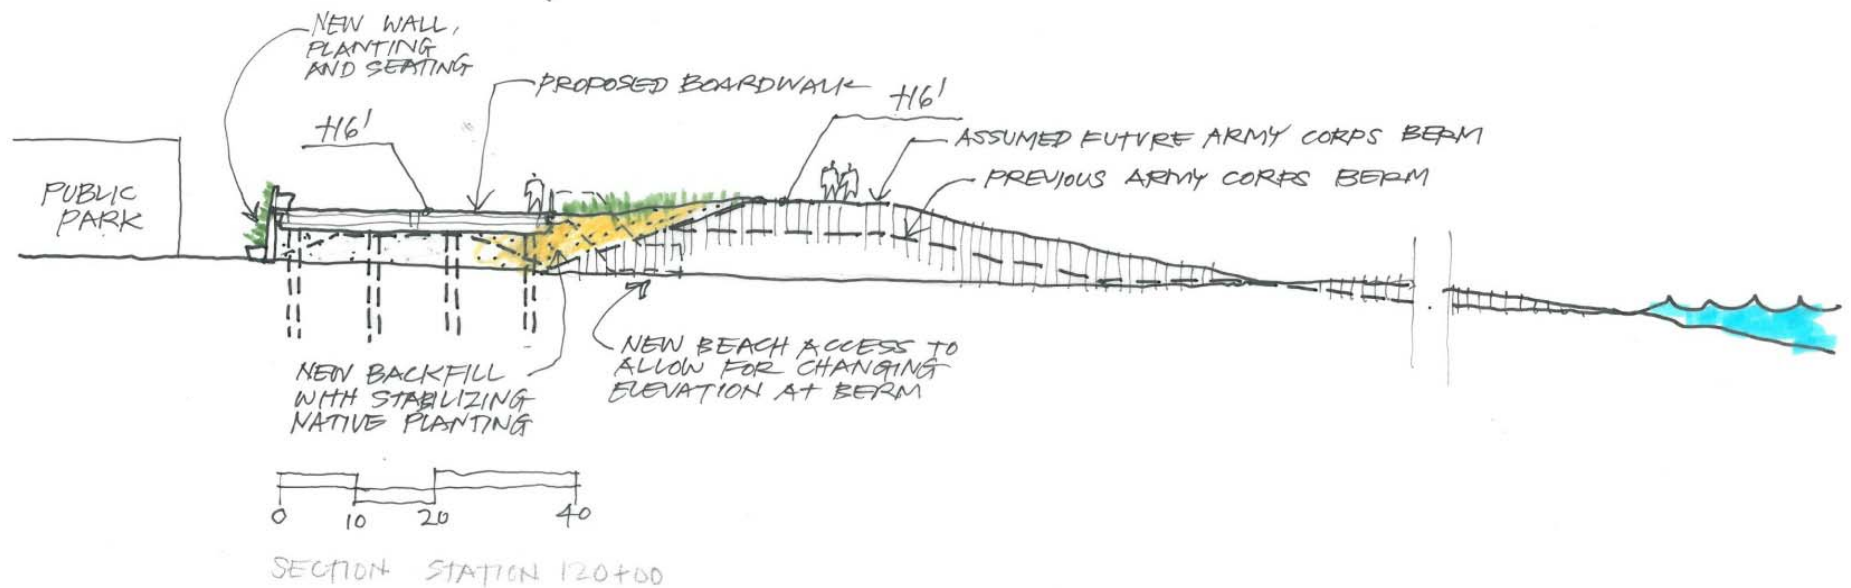 NEW WALL,
PLANTING
AND SEATING
PROPOSED BOARDWALK
+16'
+16'
ASSUMED FUTURE ARMY CORPS BERM
PREVIOUS ARMY CORPS BERM
PUBLIC
PARK
NEW BEACH ACCESS TO
ALLOW FOR CHANGING
ELEVATION AT BERM
NEW BACKFILL
WITH STABILIZING
NATIVE PLANTING
0 10 20 40
SECTION STATION 120+00